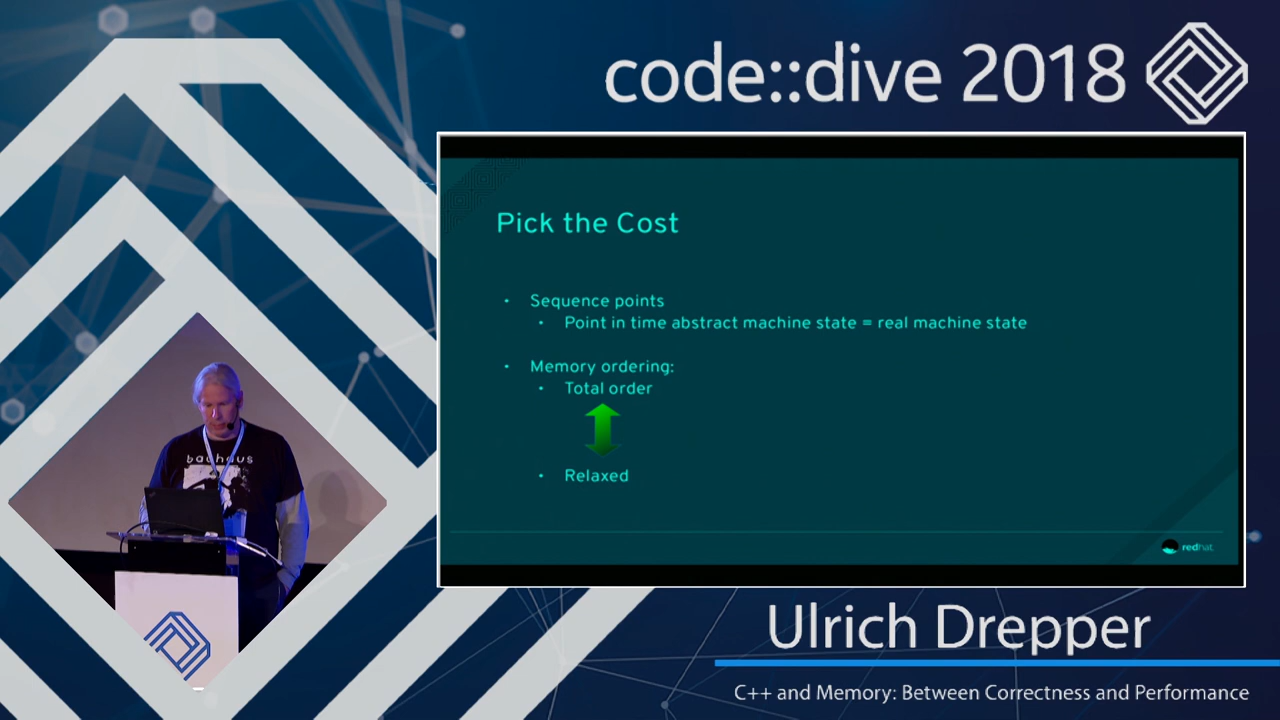 code::dive 2018
Pick the Cost
• Sequence points
• Point in time abstract machine state = real machine state
• Memory ordering:
• Total order
• Relaxed
redhat
bauhaus
Ulrich Drepper
C++ and Memory: Between Correctness and Performance